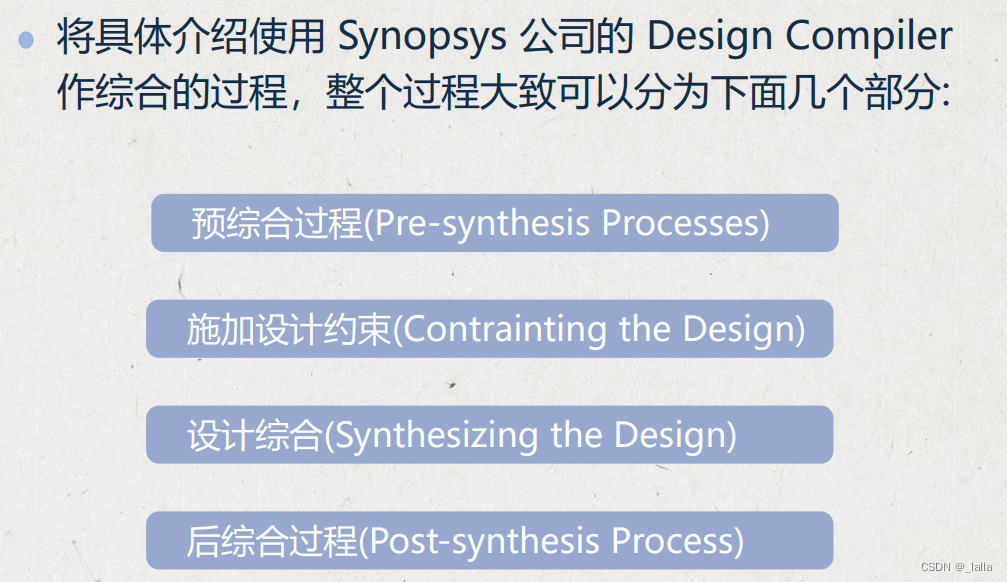 将具体介绍使用 Synopsys 公司的 Design Compiler
作综合的过程，整个过程大致可以分为下面几个部分:
预综合过程(Pre-synthesis Processes)
施加设计约束(Contrainting the Design)
设计综合(Synthesizing the Design)
后综合过程(Post-synthesis Process)
CSDN @_lalla